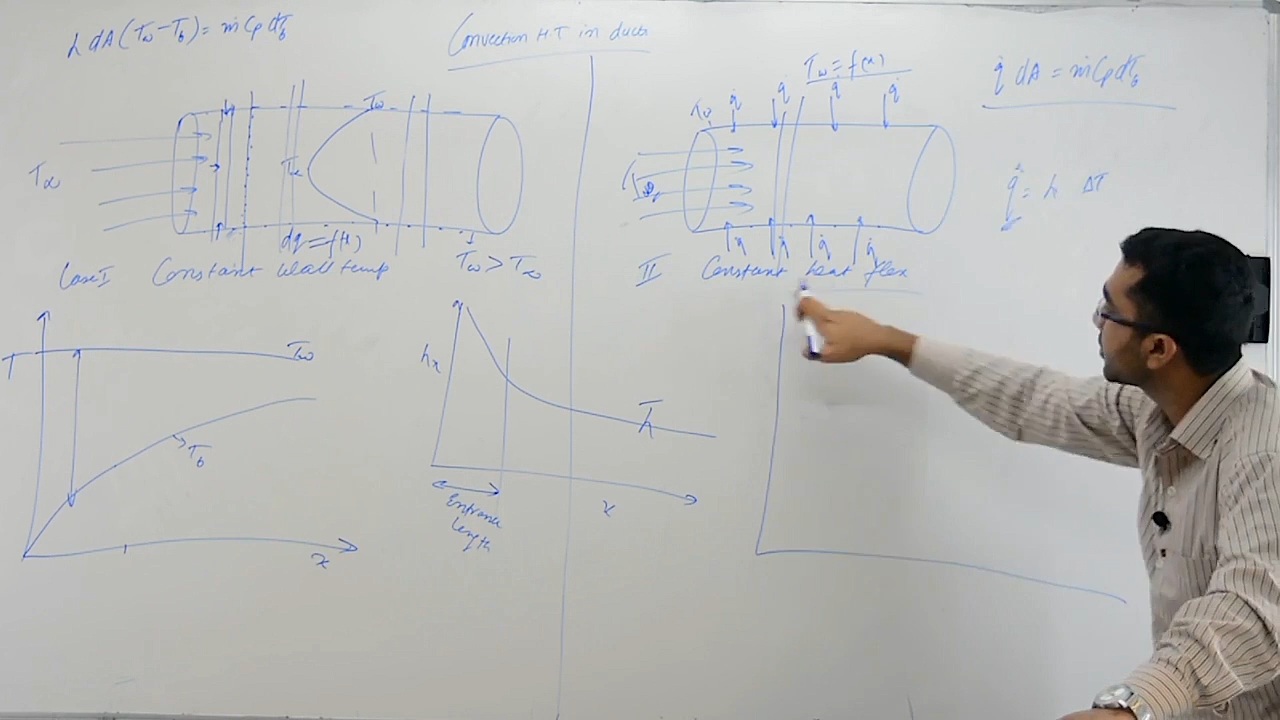 h dA (Tw - Tb) = ṁ Cp dTb
Convection H.T in ducts
T∞
Tw
Tx
dq = f(x)
Tw > T∞
Case I Constant wall temp
T
Tw
Tb
x
hx
h̄
Entrance
length
x
Tw = f(x)
q̇ dA = ṁ Cp dTb
Tw
q̇ q̇ q̇ q̇
q̇ q̇ q̇ q̇
q̇ = h ΔT
II Constant heat flux